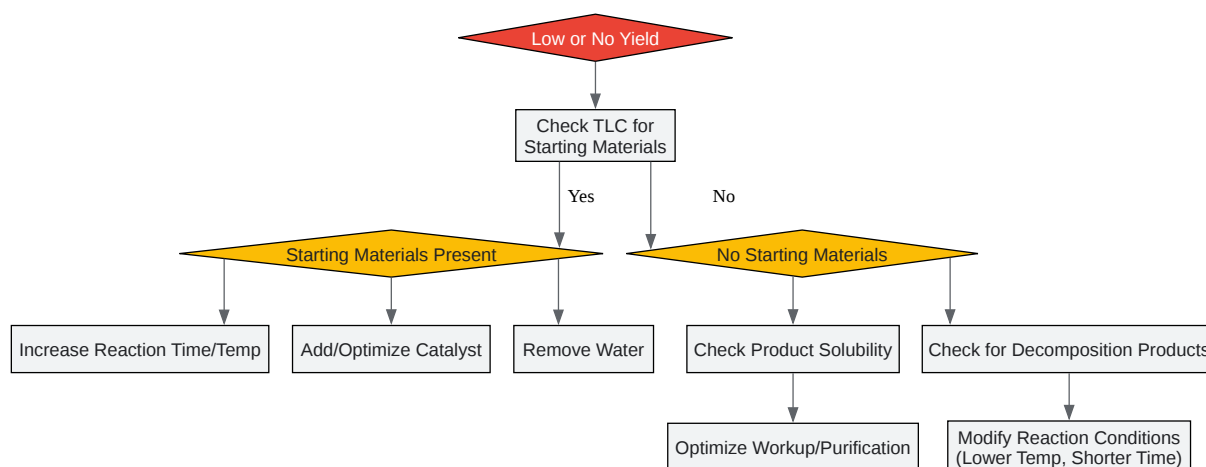 Low or No Yield
Check TLC for
Starting Materials
Yes
No
Starting Materials Present
No Starting Materials
Increase Reaction Time/Temp
Add/Optimize Catalyst
Remove Water
Check Product Solubility
Check for Decomposition Products
Optimize Workup/Purification
Modify Reaction Conditions
(Lower Temp, Shorter Time)